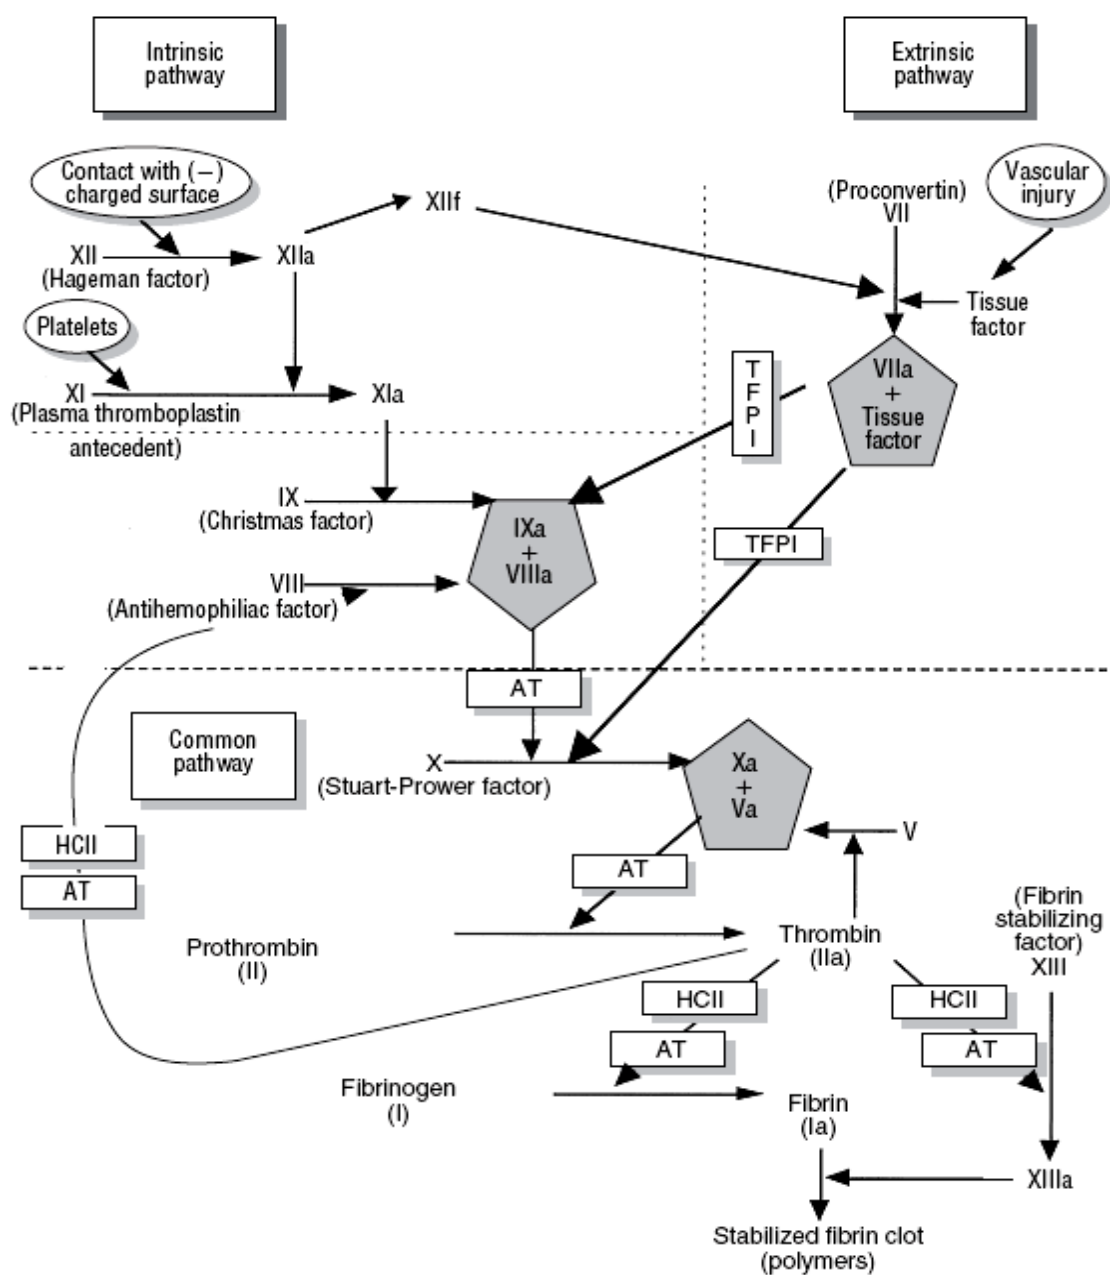 Intrinsic
pathway
Extrinsic
pathway
Contact with (−)
charged surface
XIIf
(Proconvertin)
VII
Vascular
injury
XII
(Hageman factor)
XIIa
Tissue
factor
Platelets
XI
(Plasma thromboplastin
antecedent)
XIa
T
F
P
I
VIIa
+
Tissue
factor
IX
(Christmas factor)
IXa
+
VIIIa
TFPI
VIII
(Antihemophiliac factor)
AT
Common
pathway
X
(Stuart-Prower factor)
Xa
+
Va
V
HCII
AT
AT
Prothrombin
(II)
Thrombin
(IIa)
(Fibrin
stabilizing
factor)
XIII
HCII
AT
HCII
AT
Fibrinogen
(I)
Fibrin
(Ia)
XIIIa
Stabilized fibrin clot
(polymers)